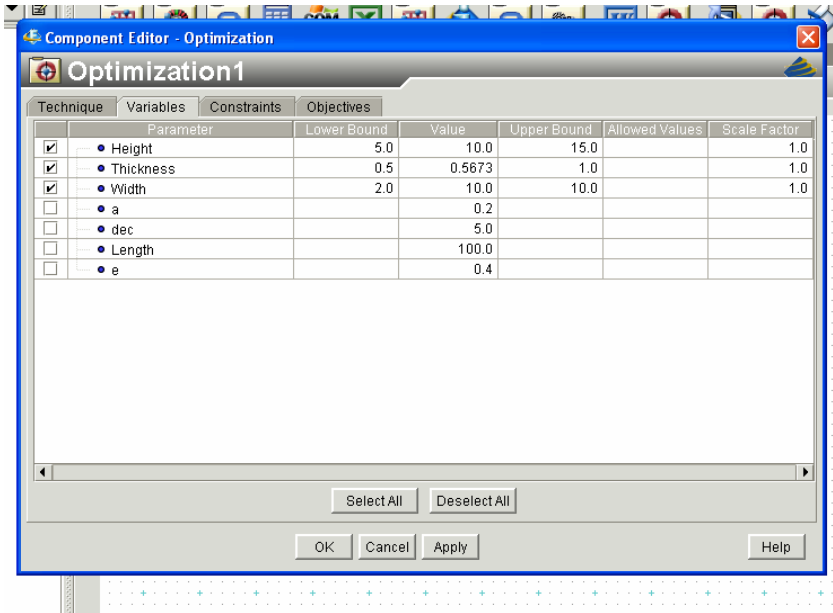 COM
Component Editor - Optimization
Optimization1
Technique Variables Constraints Objectives
Parameter Lower Bound Value Upper Bound Allowed Values Scale Factor
Height 5.0 10.0 15.0 1.0
Thickness 0.5 0.5673 1.0 1.0
Width 2.0 10.0 10.0 1.0
a 0.2
dec 5.0
Length 100.0
e 0.4
Select All Deselect All
OK Cancel Apply Help